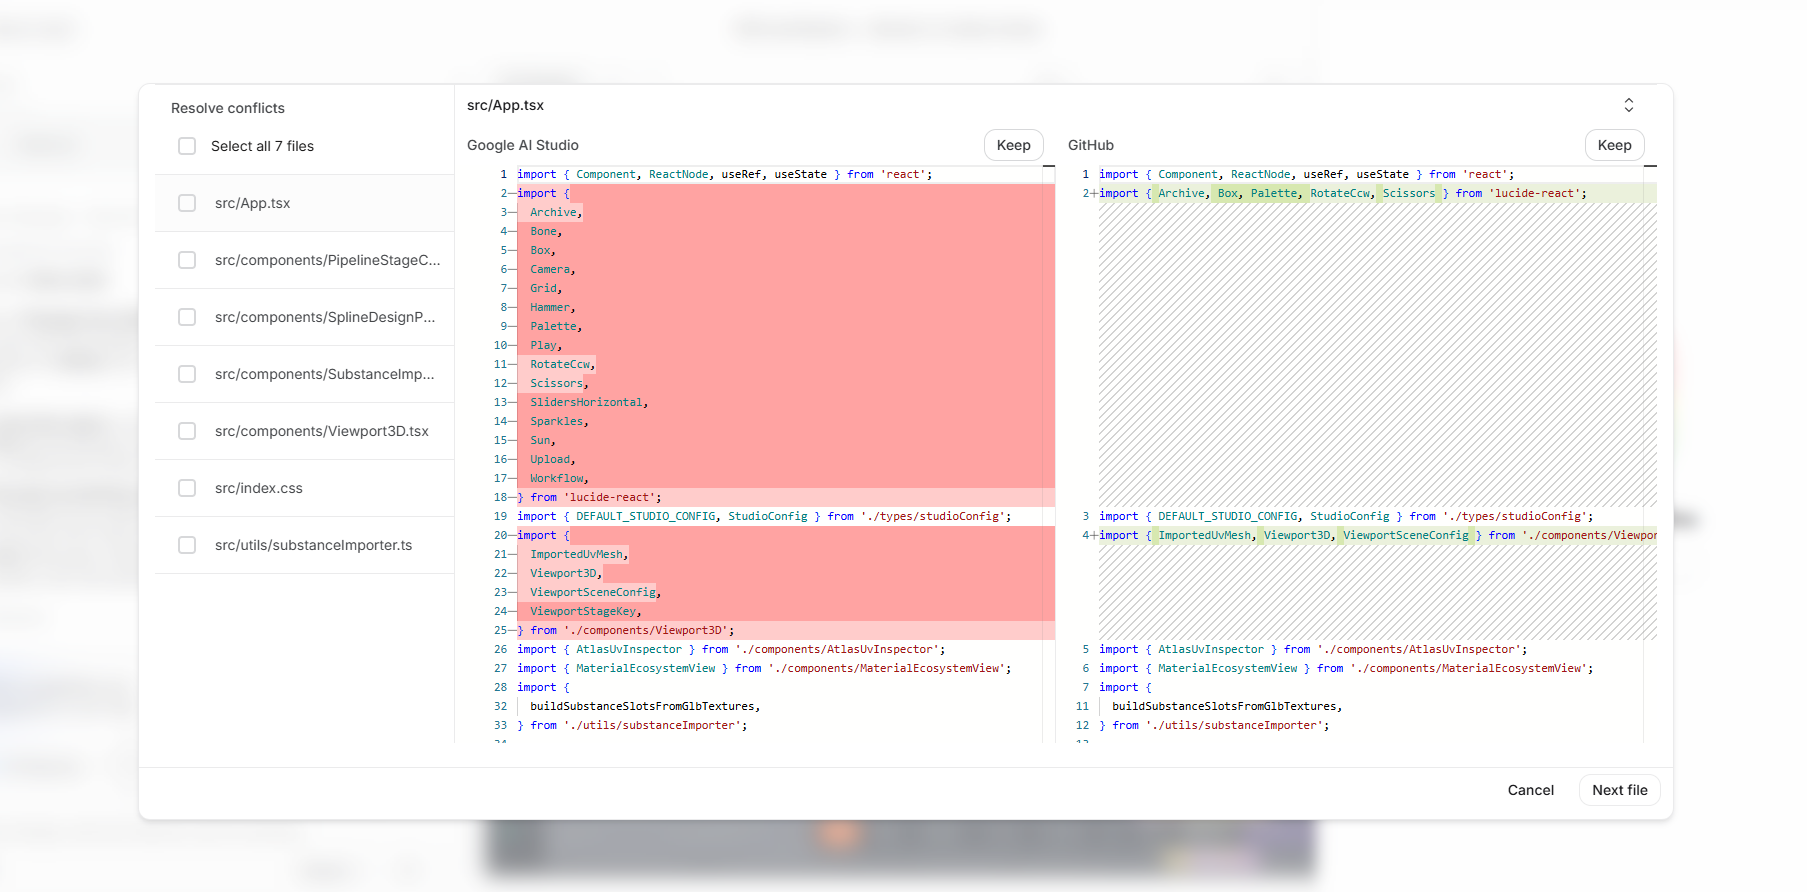 Resolve conflicts
Select all 7 files
src/App.tsx
src/components/PipelineStageC...
src/components/SplineDesignP...
src/components/SubstanceImp...
src/components/Viewport3D.tsx
src/index.css
src/utils/substanceImporter.ts
src/App.tsx
Google AI Studio
Keep
1 import { Component, ReactNode, useRef, useState } from 'react';
2— import {
3— Archive,
4— Bone,
5— Box,
6— Camera,
7— Grid,
8— Hammer,
9— Palette,
10— Play,
11— RotateCcw,
12— Scissors,
13— SlidersHorizontal,
14— Sparkles,
15— Sun,
16— Upload,
17— Workflow,
18— } from 'lucide-react';
19 import { DEFAULT_STUDIO_CONFIG, StudioConfig } from './types/studioConfig';
20— import {
21— ImportedUvMesh,
22— Viewport3D,
23— ViewportSceneConfig,
24— ViewportStageKey,
25— } from './components/Viewport3D';
26 import { AtlasUvInspector } from './components/AtlasUvInspector';
27 import { MaterialEcosystemView } from './components/MaterialEcosystemView';
28 import {
32 buildSubstanceSlotsFromGlbTextures,
33 } from './utils/substanceImporter';
GitHub
Keep
1 import { Component, ReactNode, useRef, useState } from 'react';
2+ import { Archive, Box, Palette, RotateCcw, Scissors } from 'lucide-react';
3 import { DEFAULT_STUDIO_CONFIG, StudioConfig } from './types/studioConfig';
4+ import { ImportedUvMesh, Viewport3D, ViewportSceneConfig } from './components/Viewpor
5 import { AtlasUvInspector } from './components/AtlasUvInspector';
6 import { MaterialEcosystemView } from './components/MaterialEcosystemView';
7 import {
11 buildSubstanceSlotsFromGlbTextures,
12 } from './utils/substanceImporter';
Cancel
Next file